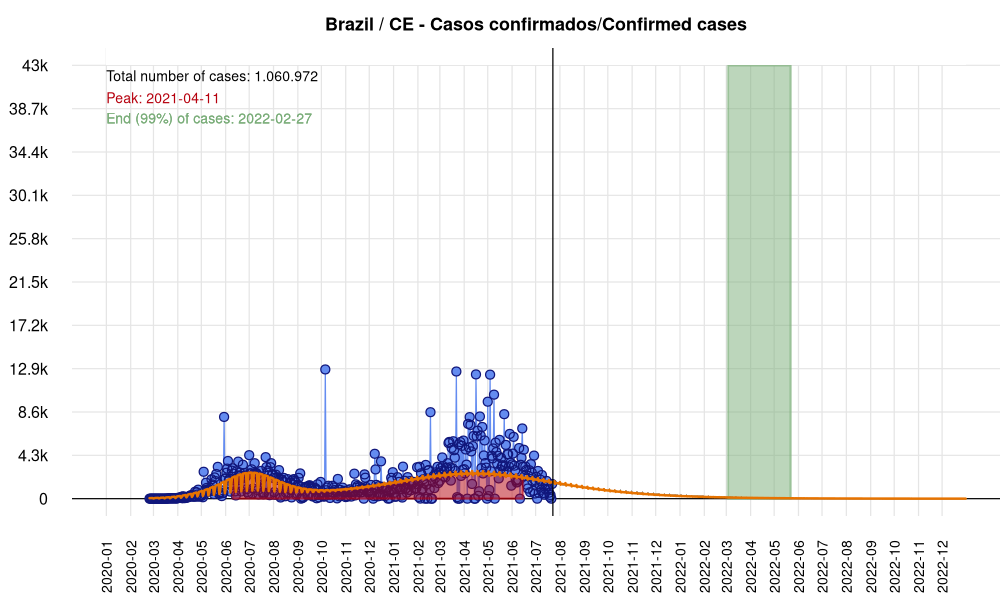 Brazil / CE - Casos confirmados/Confirmed cases
Total number of cases: 1.060.972
Peak: 2021-04-11
End (99%) of cases: 2022-02-27
43k
38.7k
34.4k
30.1k
25.8k
21.5k
17.2k
12.9k
8.6k
4.3k
0
2020-01
2020-02
2020-03
2020-04
2020-05
2020-06
2020-07
2020-08
2020-09
2020-10
2020-11
2020-12
2021-01
2021-02
2021-03
2021-04
2021-05
2021-06
2021-07
2021-08
2021-09
2021-10
2021-11
2021-12
2022-01
2022-02
2022-03
2022-04
2022-05
2022-06
2022-07
2022-08
2022-09
2022-10
2022-11
2022-12